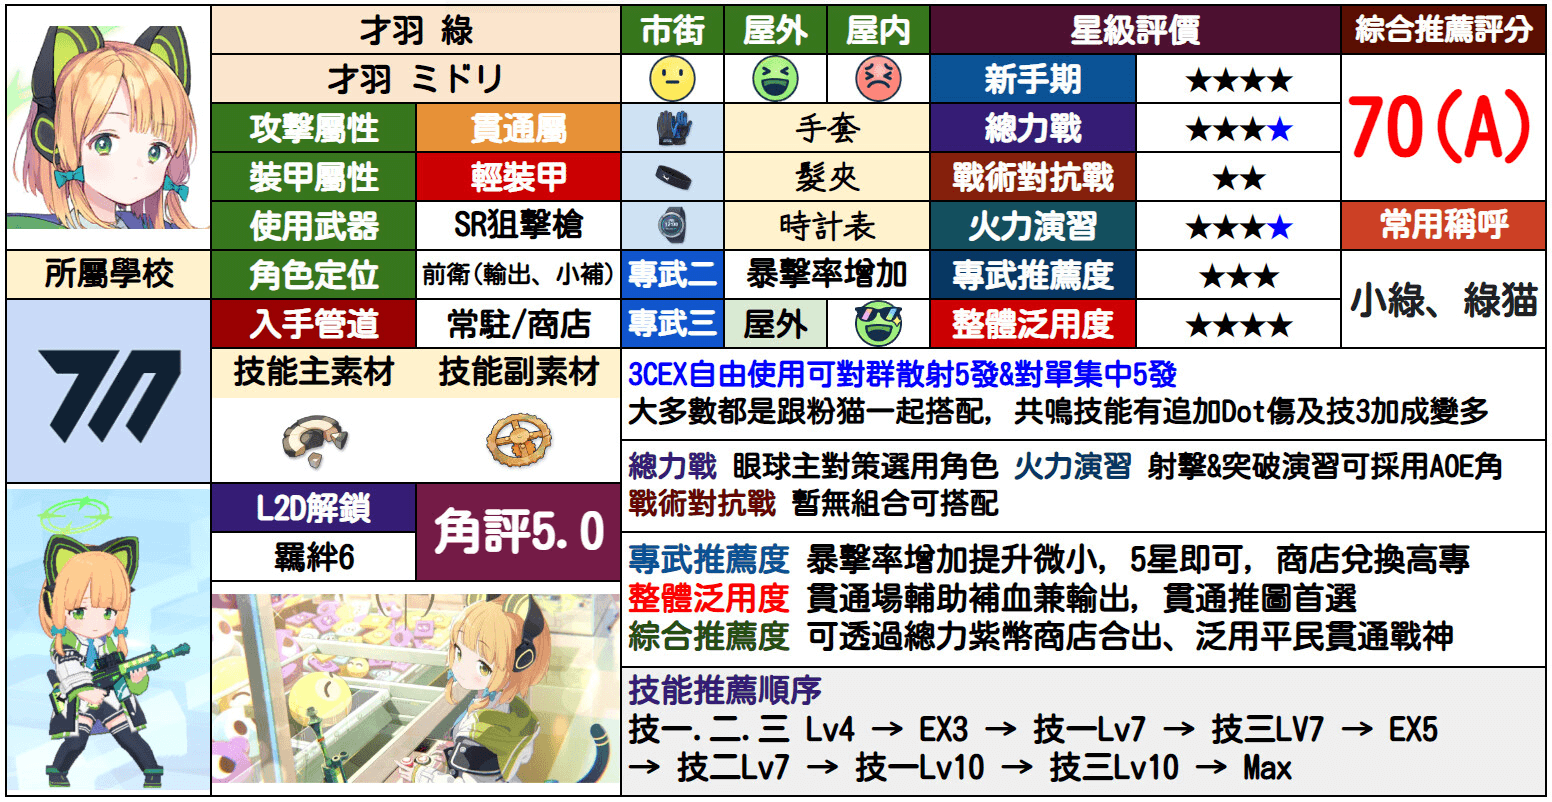 才羽 綠
才羽 ミドリ
攻擊屬性 貫通屬
裝甲屬性 輕裝甲
使用武器 SR狙擊槍
所屬學校
角色定位 前衛(輸出、小補)
入手管道 常駐/商店
技能主素材 技能副素材
L2D解鎖
羈絆6
角評5.0
市街 屋外 屋內
手套
髮夾
時計表
專武二 暴擊率增加
專武三 屋外
星級評價
新手期 ★★★★
總力戰 ★★★★
戰術對抗戰 ★★
火力演習 ★★★★
專武推薦度 ★★★
整體泛用度 ★★★★
綜合推薦評分
70(A)
常用稱呼
小綠、綠猫
3CEX自由使用可對群散射5發&對單集中5發
大多數都是跟粉猫一起搭配, 共鳴技能有追加Dot傷及技3加成變多
總力戰 眼球主對策選用角色 火力演習 射擊&突破演習可採用AOE角
戰術對抗戰 暫無組合可搭配
專武推薦度 暴擊率增加提升微小, 5星即可, 商店兌換高專
整體泛用度 貫通場輔助補血兼輸出, 貫通推圖首選
綜合推薦度 可透過總力紫幣商店合出、泛用平民貫通戰神
技能推薦順序
技一.二.三 Lv4 → EX3 → 技一Lv7 → 技三LV7 → EX5
→ 技二Lv7 → 技一Lv10 → 技三Lv10 → Max